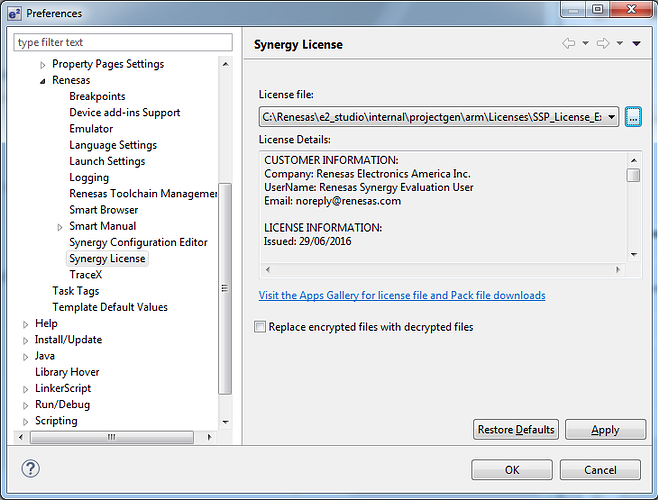 e² Preferences
type filter text
Property Pages Settings
Renesas
Breakpoints
Device add-ins Support
Emulator
Language Settings
Launch Settings
Logging
Renesas Toolchain Managemer
Smart Browser
Smart Manual
Synergy Configuration Editor
Synergy License
TraceX
Task Tags
Template Default Values
Help
Install/Update
Java
Library Hover
LinkerScript
Run/Debug
Scripting
Synergy License
License file:
C:\Renesas\e2_studio\internal\projectgen\arm\Licenses\SSP_License_Ex
...
License Details:
CUSTOMER INFORMATION:
Company: Renesas Electronics America Inc.
UserName: Renesas Synergy Evaluation User
Email: noreply@renesas.com
LICENSE INFORMATION:
Issued: 29/06/2016
Visit the Apps Gallery for license file and Pack file downloads
Replace encrypted files with decrypted files
Restore Defaults
Apply
?
OK
Cancel